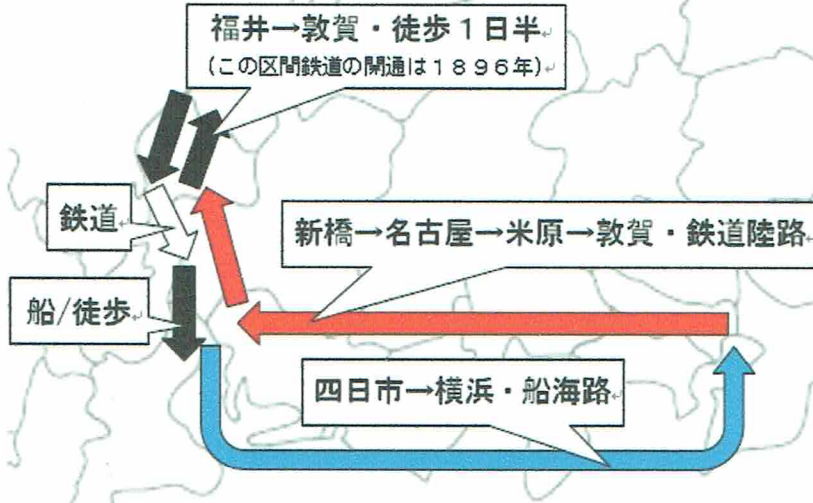 福井→敦賀・徒歩１日半↵
(この区間鉄道の開通は１８９６年)↵
鉄道↵
新橋→名古屋→米原→敦賀・鉄道陸路↵
船/徒歩↵
四日市→横浜・船海路↵